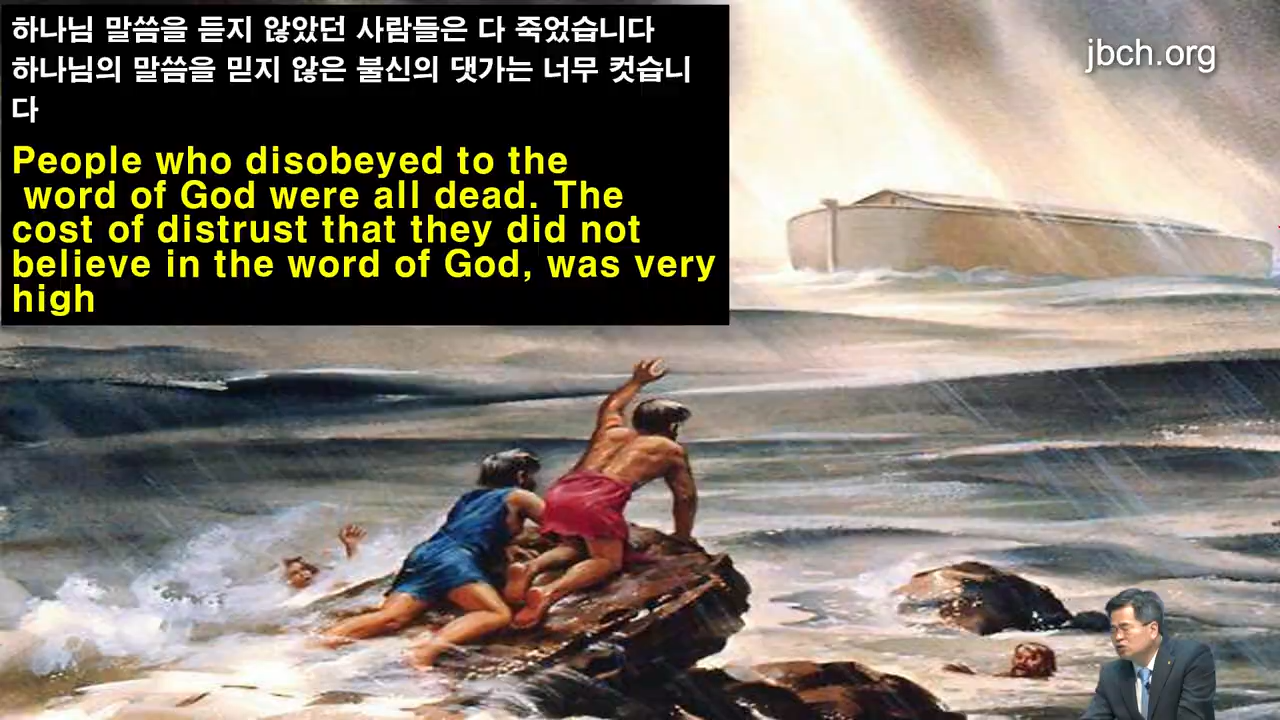 하나님 말씀을 듣지 않았던 사람들은 다 죽었습니다
하나님의 말씀을 믿지 않은 불신의 댓가는 너무 컷습니
다
People who disobeyed to the
word of God were all dead. The
cost of distrust that they did not
believe in the word of God, was very
high
jbch.org